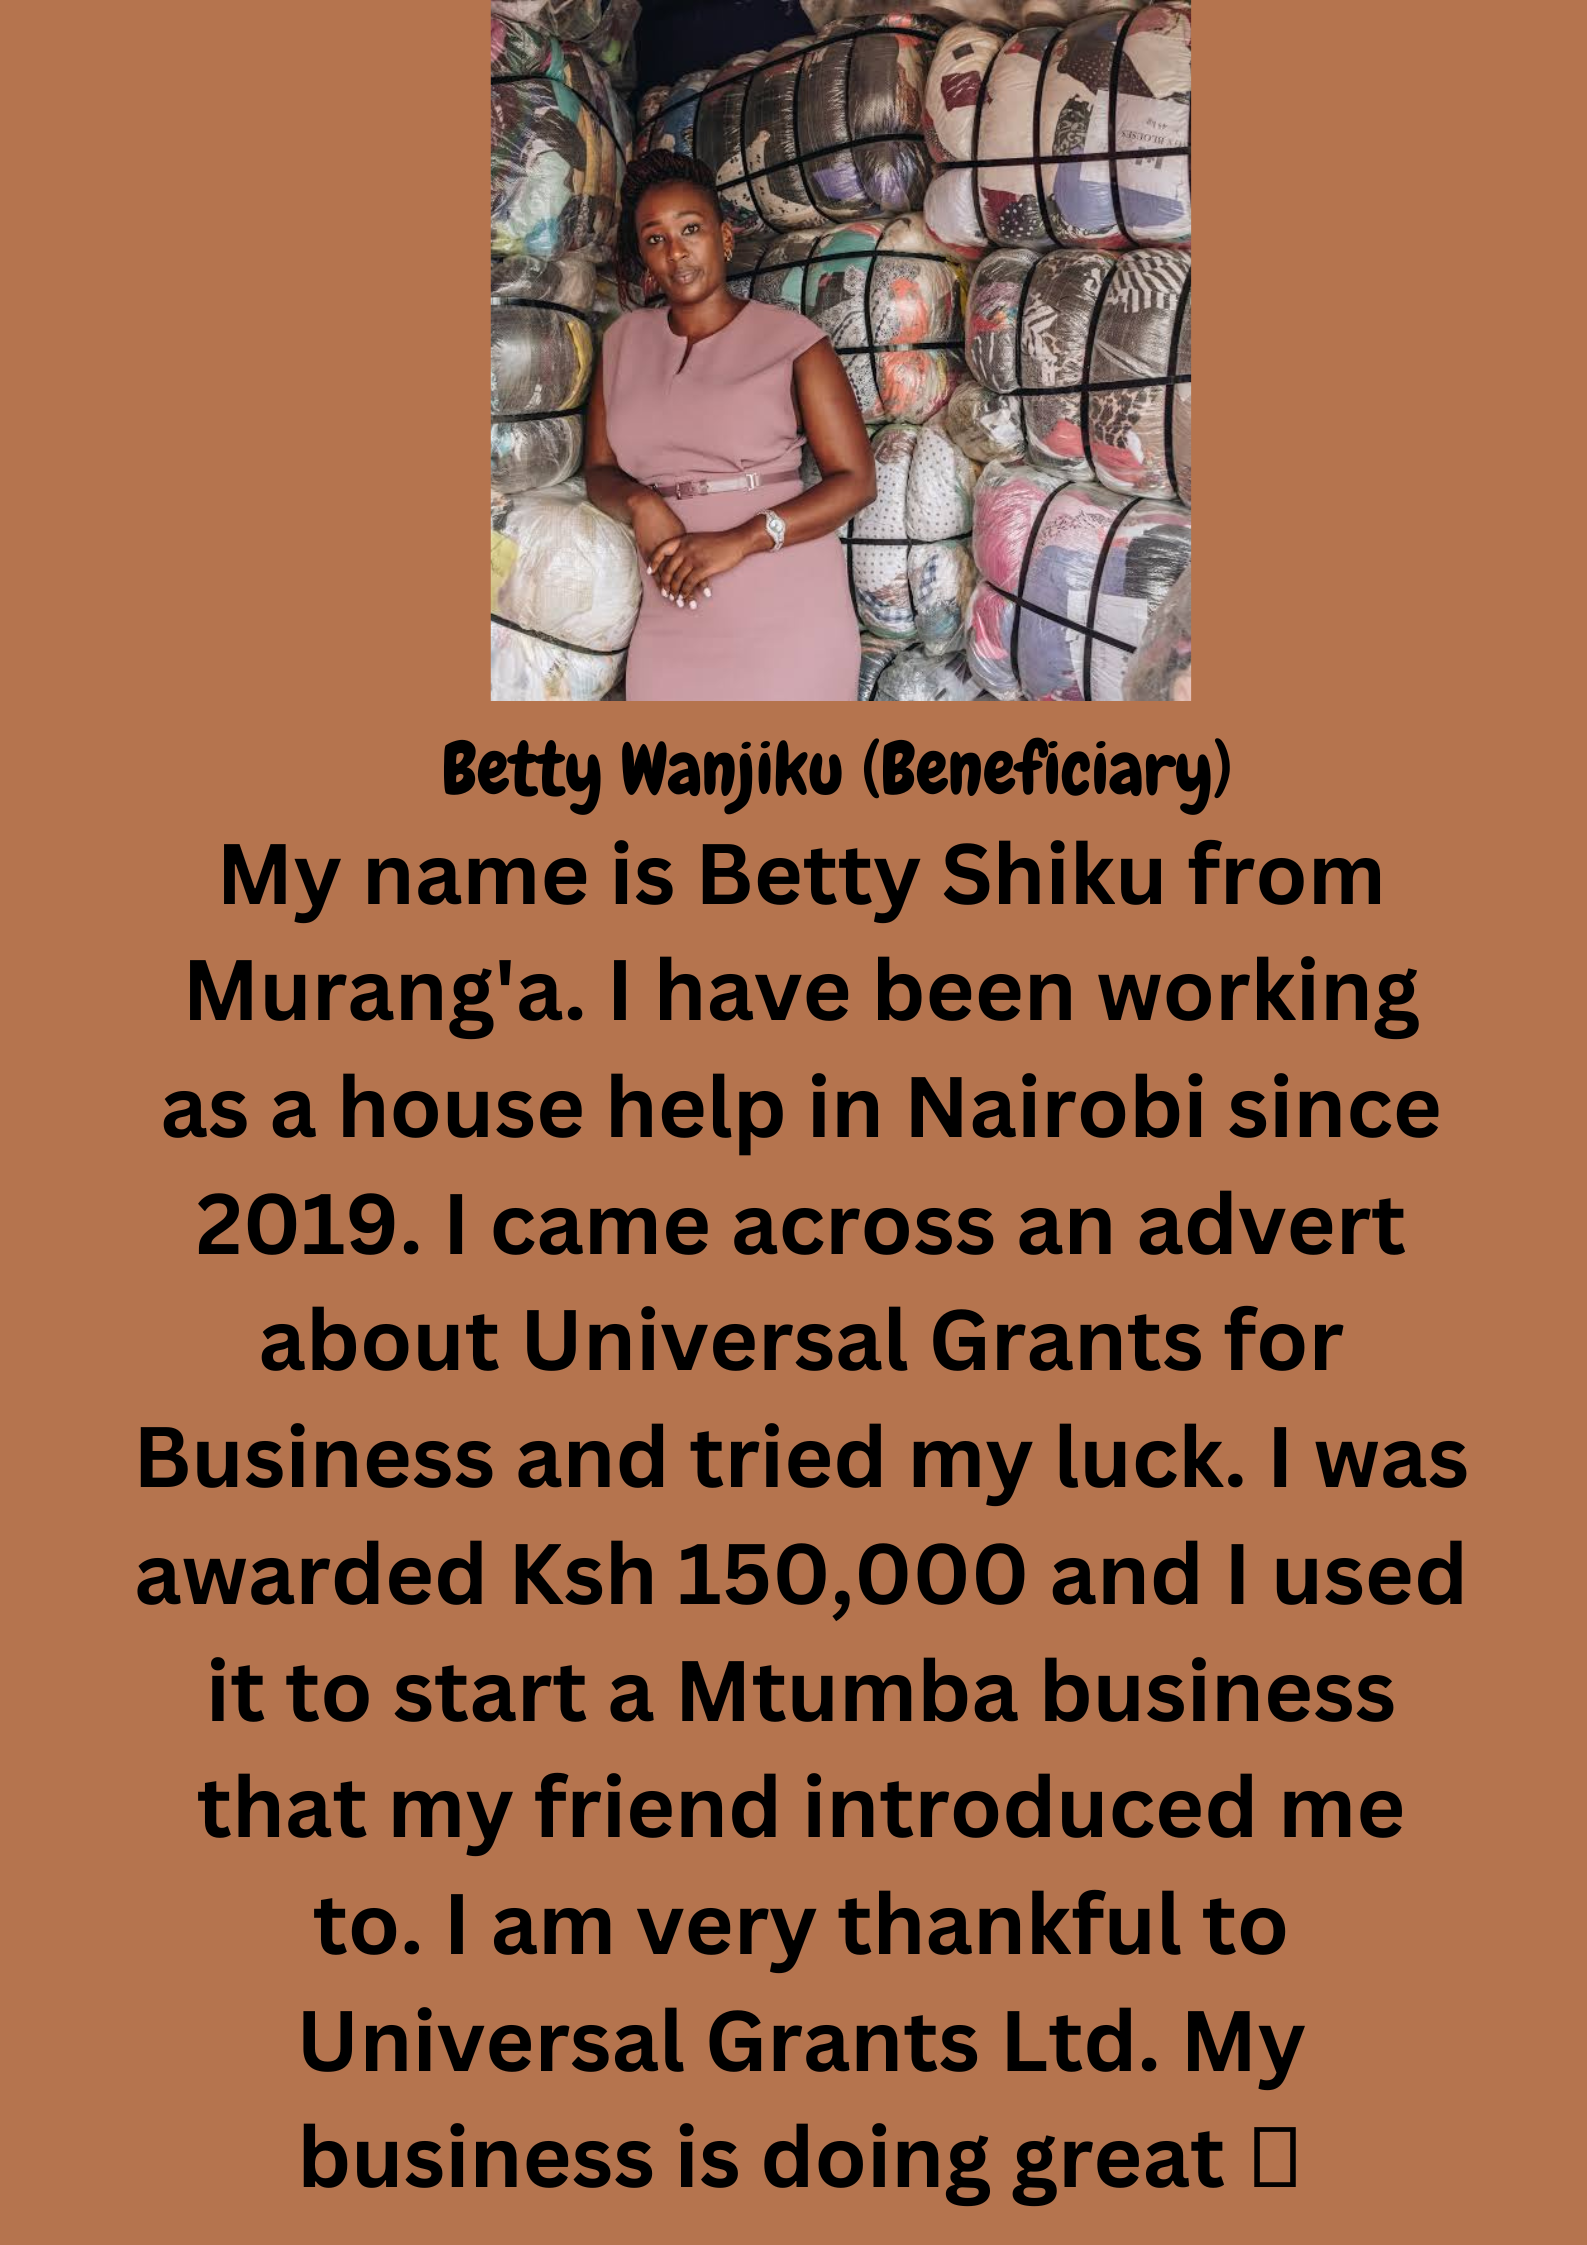 Betty Wanjiku (Beneficiary)
My name is Betty Shiku from
Murang'a. I have been working
as a house help in Nairobi since
2019. I came across an advert
about Universal Grants for
Business and tried my luck. I was
awarded Ksh 150,000 and I used
it to start a Mtumba business
that my friend introduced me
to. I am very thankful to
Universal Grants Ltd. My
business is doing great